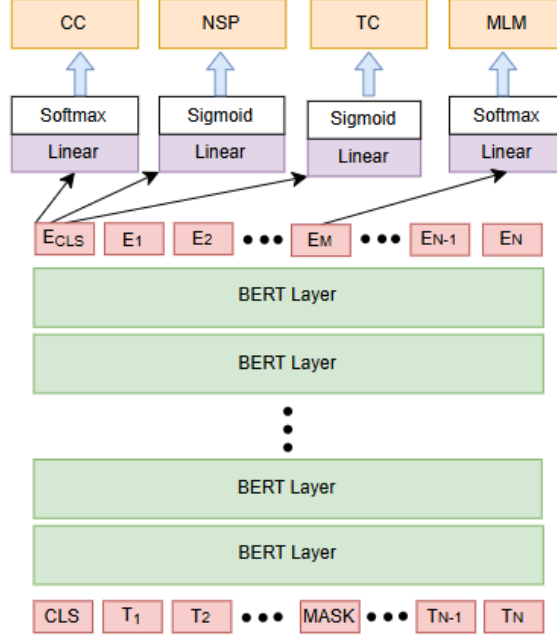 CC NSP TC MLM
Softmax Sigmoid Sigmoid Softmax
Linear Linear Linear Linear
ECLS E1 E2 ••• EM ••• EN-1 EN
BERT Layer
BERT Layer
BERT Layer
BERT Layer
CLS T1 T2 ••• MASK ••• TN-1 TN